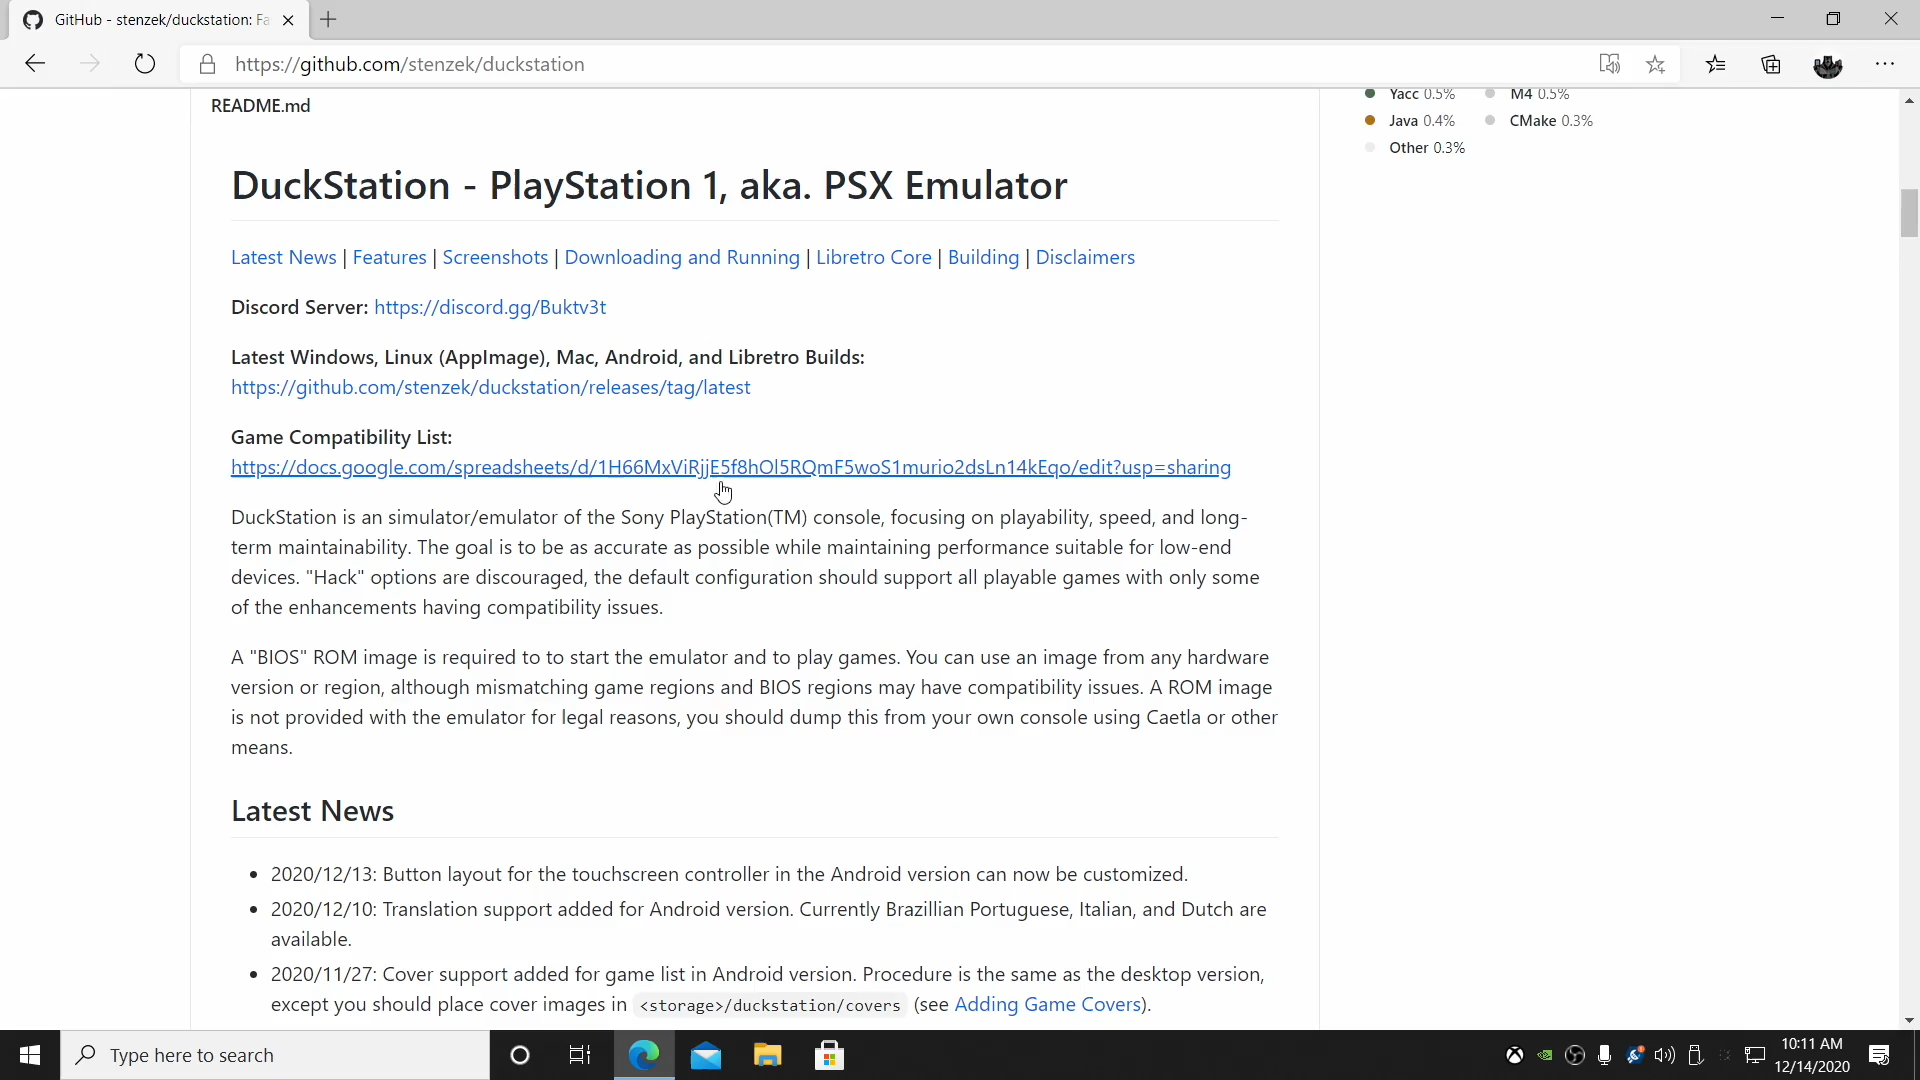 GitHub - stenzek/duckstation: Fa
https://github.com/stenzek/duckstation
README.md
Yacc 0.5% M4 0.5%
Java 0.4% CMake 0.3%
Other 0.3%
DuckStation - PlayStation 1, aka. PSX Emulator
Latest News | Features | Screenshots | Downloading and Running | Libretro Core | Building | Disclaimers
Discord Server: https://discord.gg/Buktv3t
Latest Windows, Linux (AppImage), Mac, Android, and Libretro Builds:
https://github.com/stenzek/duckstation/releases/tag/latest
Game Compatibility List:
https://docs.google.com/spreadsheets/d/1H66MxViRjjE5f8hOl5RQmF5woS1murio2dsLn14kEqo/edit?usp=sharing
DuckStation is an simulator/emulator of the Sony PlayStation(TM) console, focusing on playability, speed, and long-
term maintainability. The goal is to be as accurate as possible while maintaining performance suitable for low-end
devices. "Hack" options are discouraged, the default configuration should support all playable games with only some
of the enhancements having compatibility issues.
A "BIOS" ROM image is required to to start the emulator and to play games. You can use an image from any hardware
version or region, although mismatching game regions and BIOS regions may have compatibility issues. A ROM image
is not provided with the emulator for legal reasons, you should dump this from your own console using Caetla or other
means.
Latest News
• 2020/12/13: Button layout for the touchscreen controller in the Android version can now be customized.
• 2020/12/10: Translation support added for Android version. Currently Brazillian Portuguese, Italian, and Dutch are
available.
• 2020/11/27: Cover support added for game list in Android version. Procedure is the same as the desktop version,
except you should place cover images in <storage>/duckstation/covers (see Adding Game Covers).
Type here to search
10:11 AM
12/14/2020